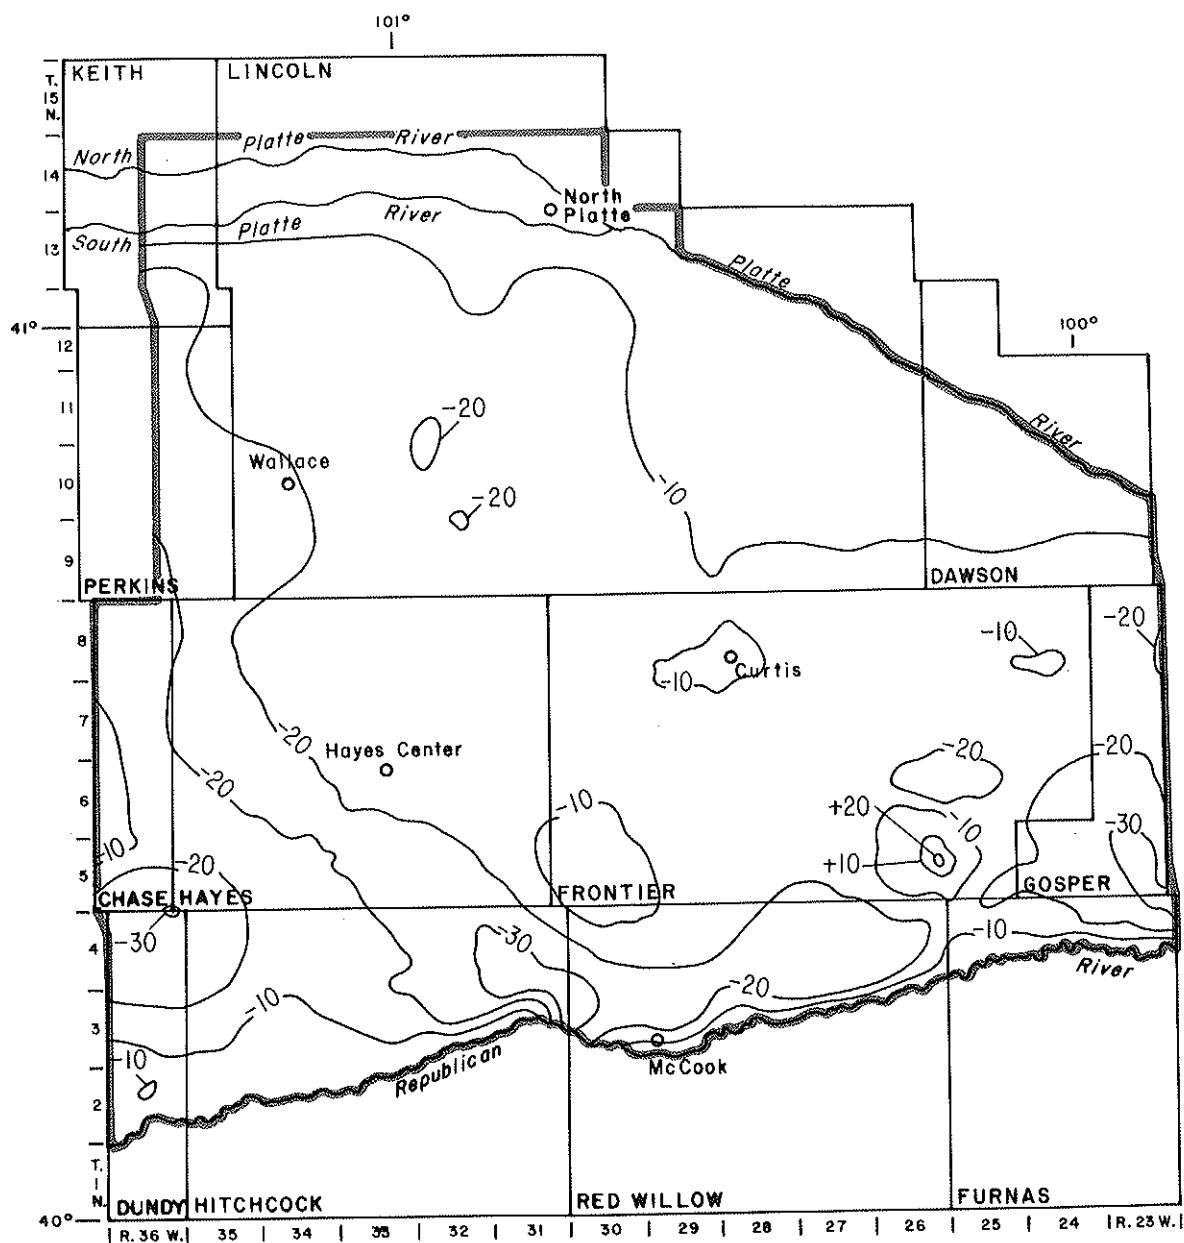 101°
KEITH
LINCOLN
T.
15
N.
North Platte River
14
North
Platte
South Platte River
13
Platte
41°
100°
12
11
-20
River
Wallace
10
-10
-20
9
PERKINS
DAWSON
8
-20
-10
-10
Curtis
7
-20
Hayes Center
-20
-20
-20
6
-10
+20
-10
-30
-10
+10
5
-20
CHASE
HAYES
FRONTIER
GOSPER
4
-30
-30
-10
River
-20
-10
3
McCook
-10
Republican
2
T.
1
N.
DUNDY
HITCHCOCK
RED WILLOW
FURNAS
40°
R. 36 W.
35
34
33
32
31
30
29
28
27
26
25
24
R. 23 W.